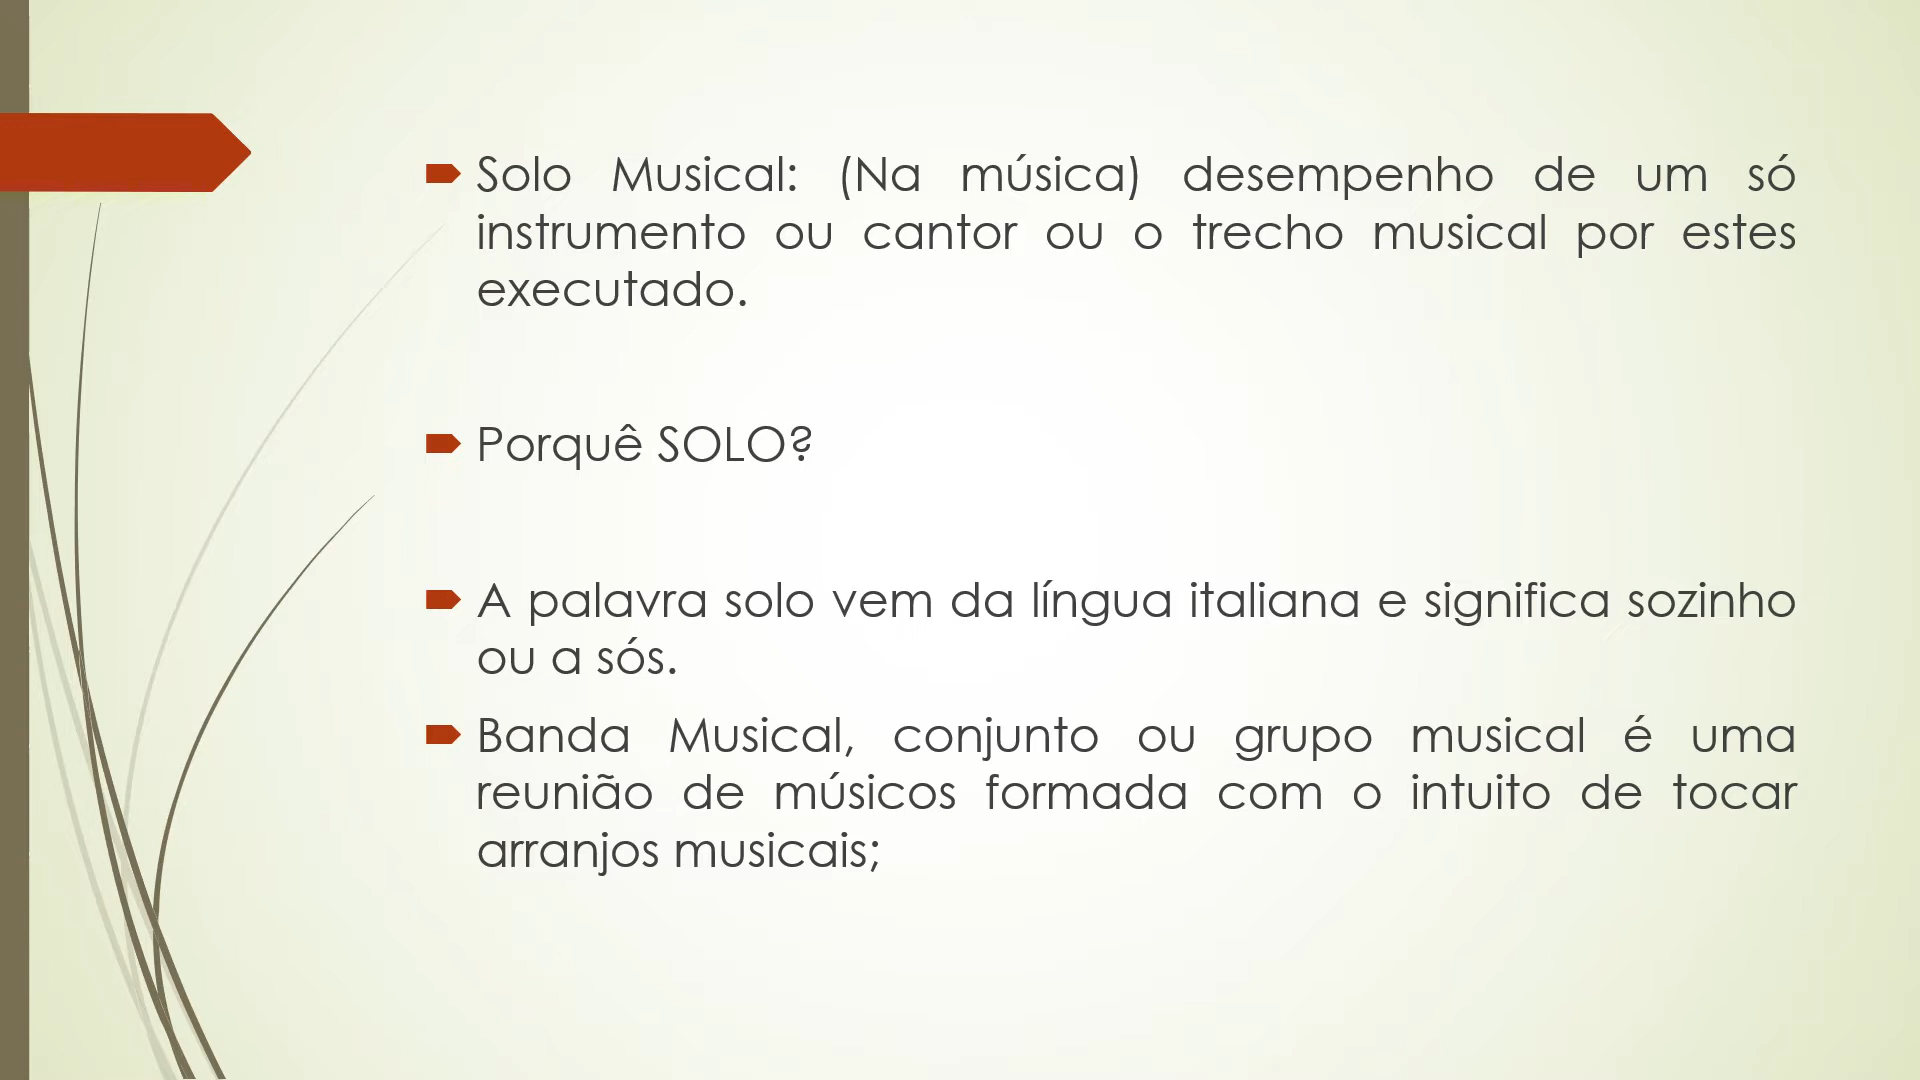 Solo Musical: (Na música) desempenho de um só
instrumento ou cantor ou o trecho musical por estes
executado.
Porquê SOLO?
A palavra solo vem da língua italiana e significa sozinho
ou a sós.
Banda Musical, conjunto ou grupo musical é uma
reunião de músicos formada com o intuito de tocar
arranjos musicais;